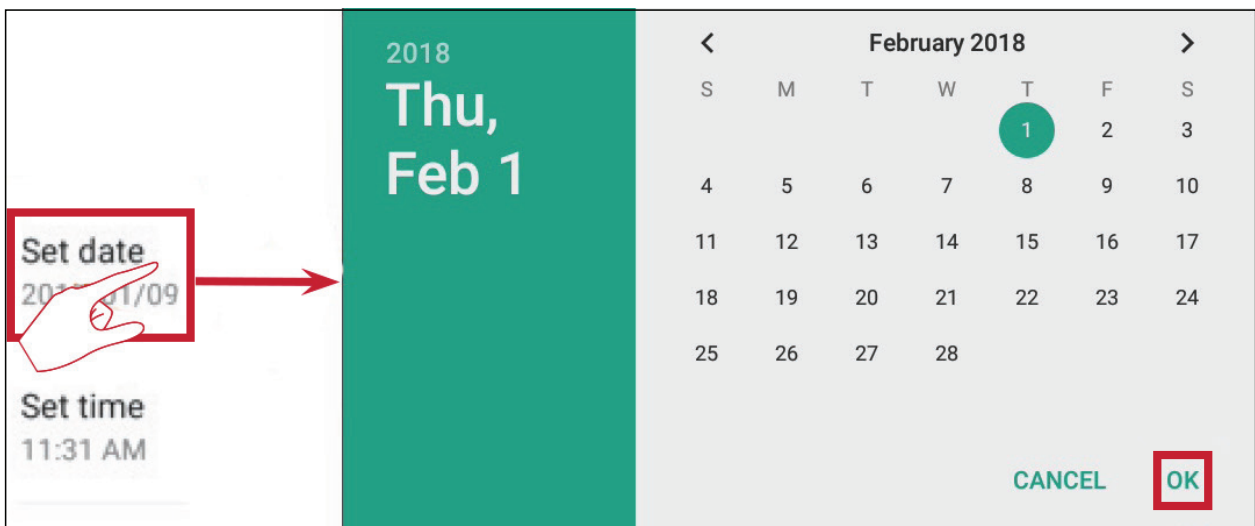 Set date
01/09
Set time
11:31 AM
2018
Thu,
Feb 1
February 2018
S M T W T F S
1 2 3
4 5 6 7 8 9 10
11 12 13 14 15 16 17
18 19 20 21 22 23 24
25 26 27 28
CANCEL OK